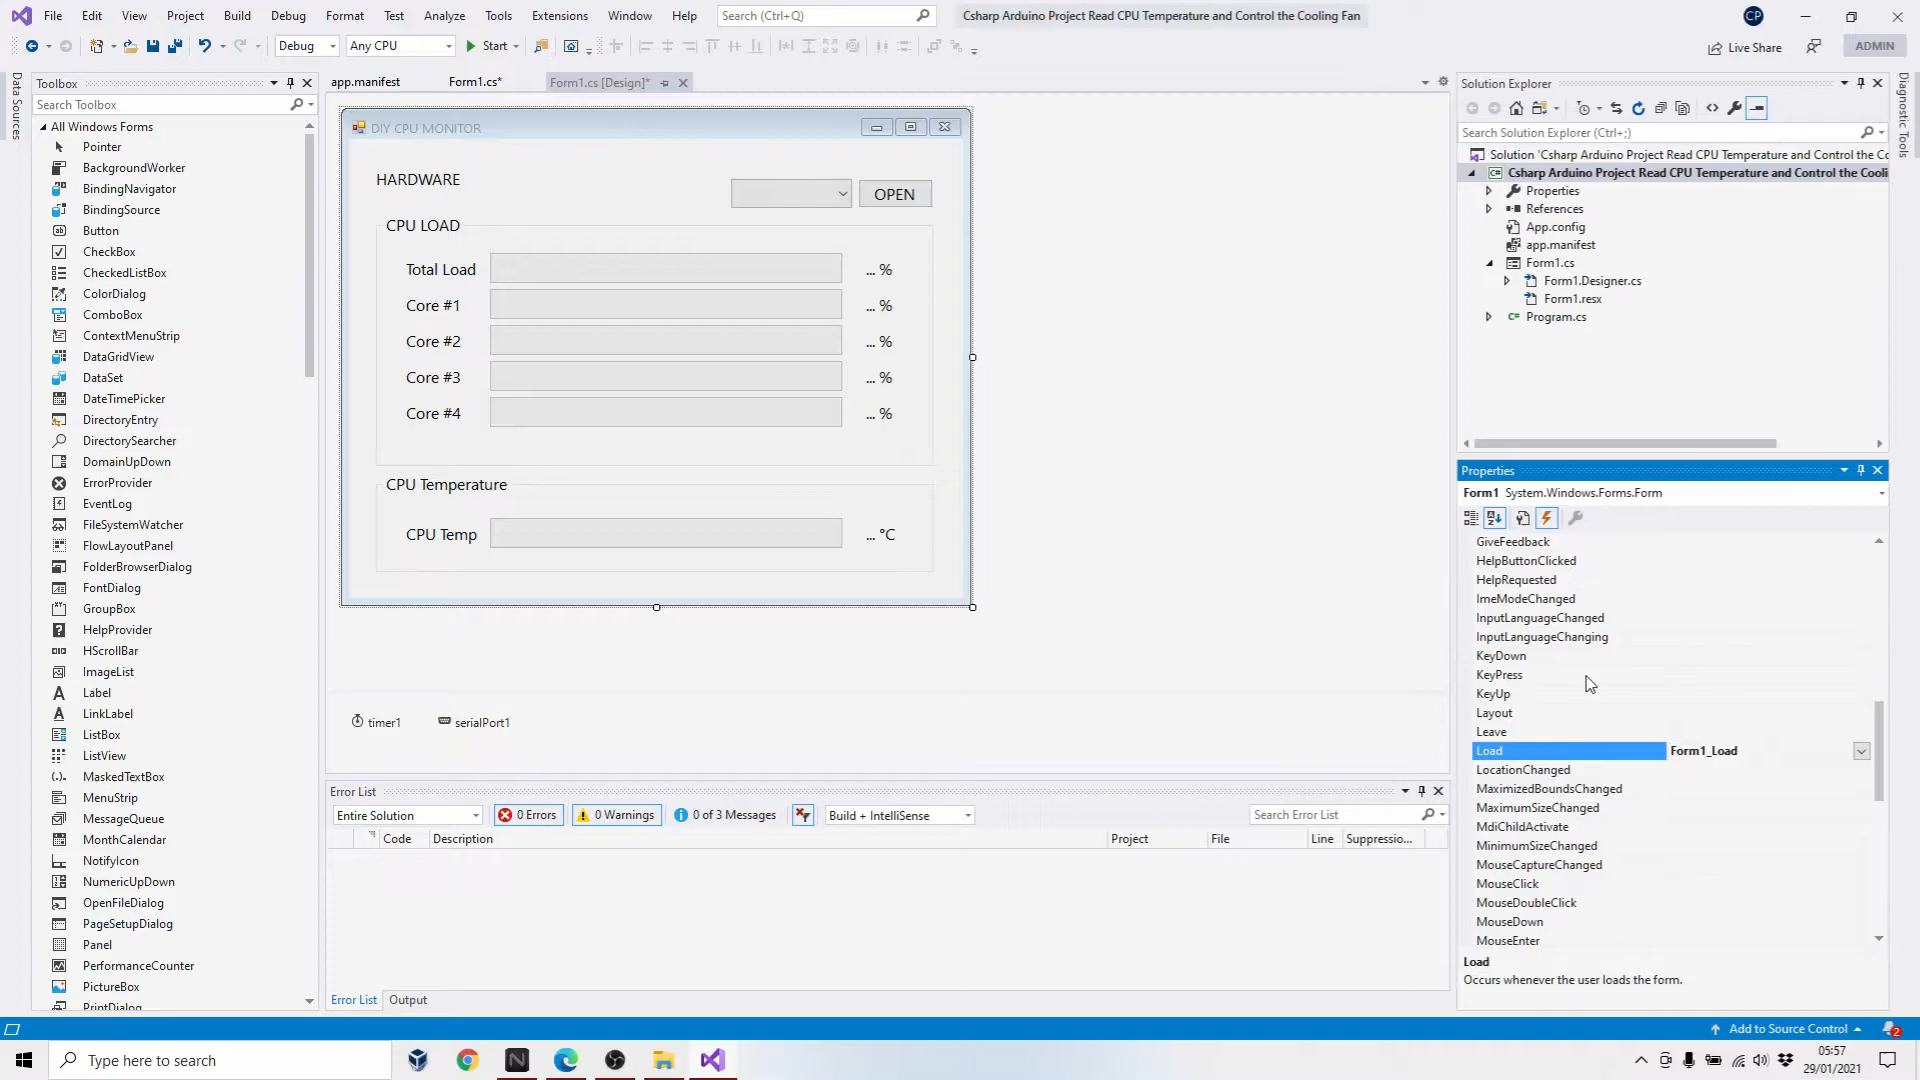 File Edit View Project Build Debug Format Test Analyze Tools Extensions Window Help Search (Ctrl+Q) Csharp Arduino Project Read CPU Temperature and Control the Cooling Fan CP
Debug Any CPU Start Live Share ADMIN
Data Sources
Toolbox
Search Toolbox
All Windows Forms
Pointer
BackgroundWorker
BindingNavigator
BindingSource
Button
CheckBox
CheckedListBox
ColorDialog
ComboBox
ContextMenuStrip
DataGridView
DataSet
DateTimePicker
DirectoryEntry
DirectorySearcher
DomainUpDown
ErrorProvider
EventLog
FileSystemWatcher
FlowLayoutPanel
FolderBrowserDialog
FontDialog
GroupBox
HelpProvider
HScrollBar
ImageList
Label
LinkLabel
ListBox
ListView
MaskedTextBox
MenuStrip
MessageQueue
MonthCalendar
NotifyIcon
NumericUpDown
OpenFileDialog
PageSetupDialog
Panel
PerformanceCounter
PictureBox
PrintDialog
app.manifest Form1.cs* Form1.cs [Design]*
DIY CPU MONITOR
HARDWARE
OPEN
CPU LOAD
Total Load ... %
Core #1 ... %
Core #2 ... %
Core #3 ... %
Core #4 ... %
CPU Temperature
CPU Temp ... °C
timer1 serialPort1
Error List
Entire Solution 0 Errors 0 Warnings 0 of 3 Messages Build + IntelliSense Search Error List
Code Description Project File Line Suppressio...
Error List Output
Solution Explorer
Search Solution Explorer (Ctrl+;)
Solution 'Csharp Arduino Project Read CPU Temperature and Control the Co
Csharp Arduino Project Read CPU Temperature and Control the Cooli
Properties
References
App.config
app.manifest
Form1.cs
Form1.Designer.cs
Form1.resx
Program.cs
Diagnostic Tools
Properties
Form1 System.Windows.Forms.Form
GiveFeedback
HelpButtonClicked
HelpRequested
ImeModeChanged
InputLanguageChanged
InputLanguageChanging
KeyDown
KeyPress
KeyUp
Layout
Leave
Load Form1_Load
LocationChanged
MaximizedBoundsChanged
MaximumSizeChanged
MdiChildActivate
MinimumSizeChanged
MouseCaptureChanged
MouseClick
MouseDoubleClick
MouseDown
MouseEnter
Load
Occurs whenever the user loads the form.
Add to Source Control 2
Type here to search
05:57
29/01/2021